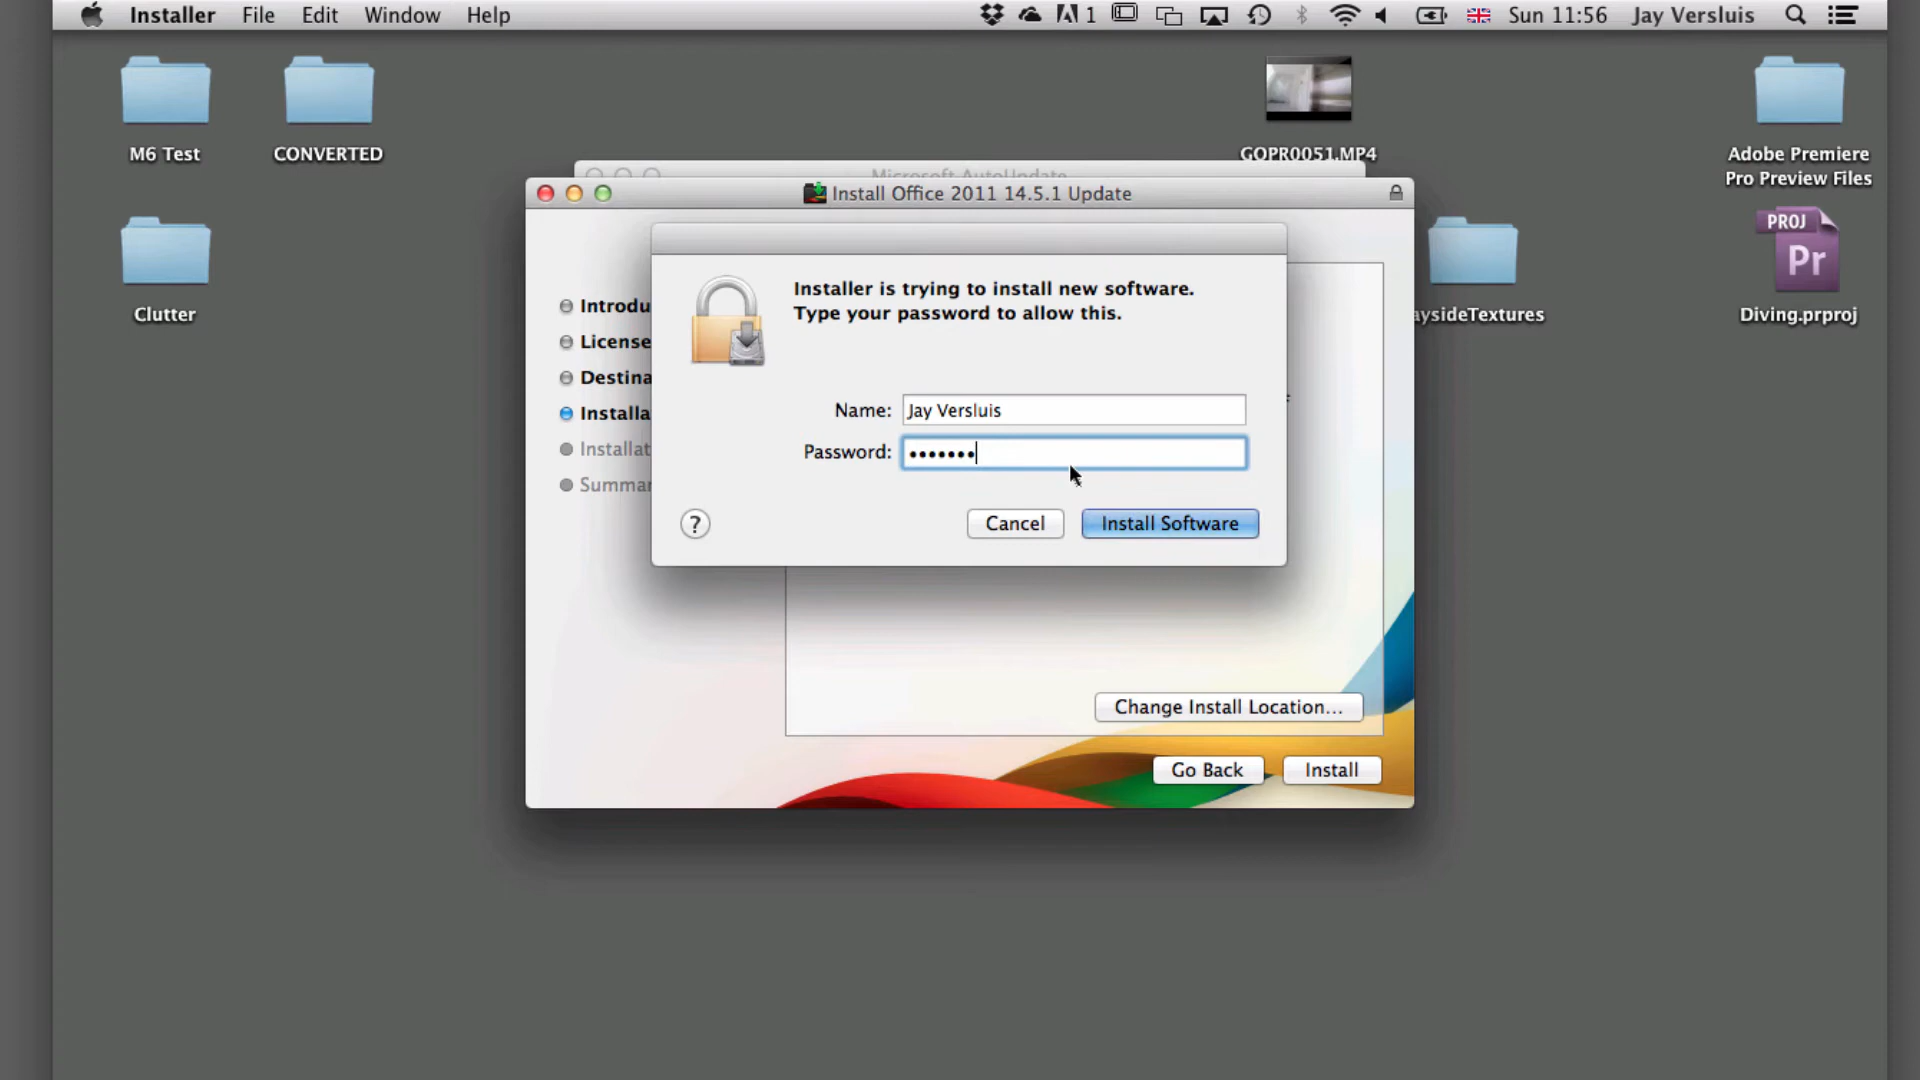 Installer File Edit Window Help 1 Sun 11:56 Jay Versluis
M6 Test
CONVERTED
GOPR0051.MP4
Adobe Premiere
Pro Preview Files
Microsoft AutoUpdate
Install Office 2011 14.5.1 Update
Clutter
aysideTextures
PROJ
Pr
Diving.prproj
Introdu
License
Destina
Installa
Installat
Summar
Installer is trying to install new software.
Type your password to allow this.
Name: Jay Versluis
Password: •••••••
? Cancel Install Software
Change Install Location...
Go Back Install